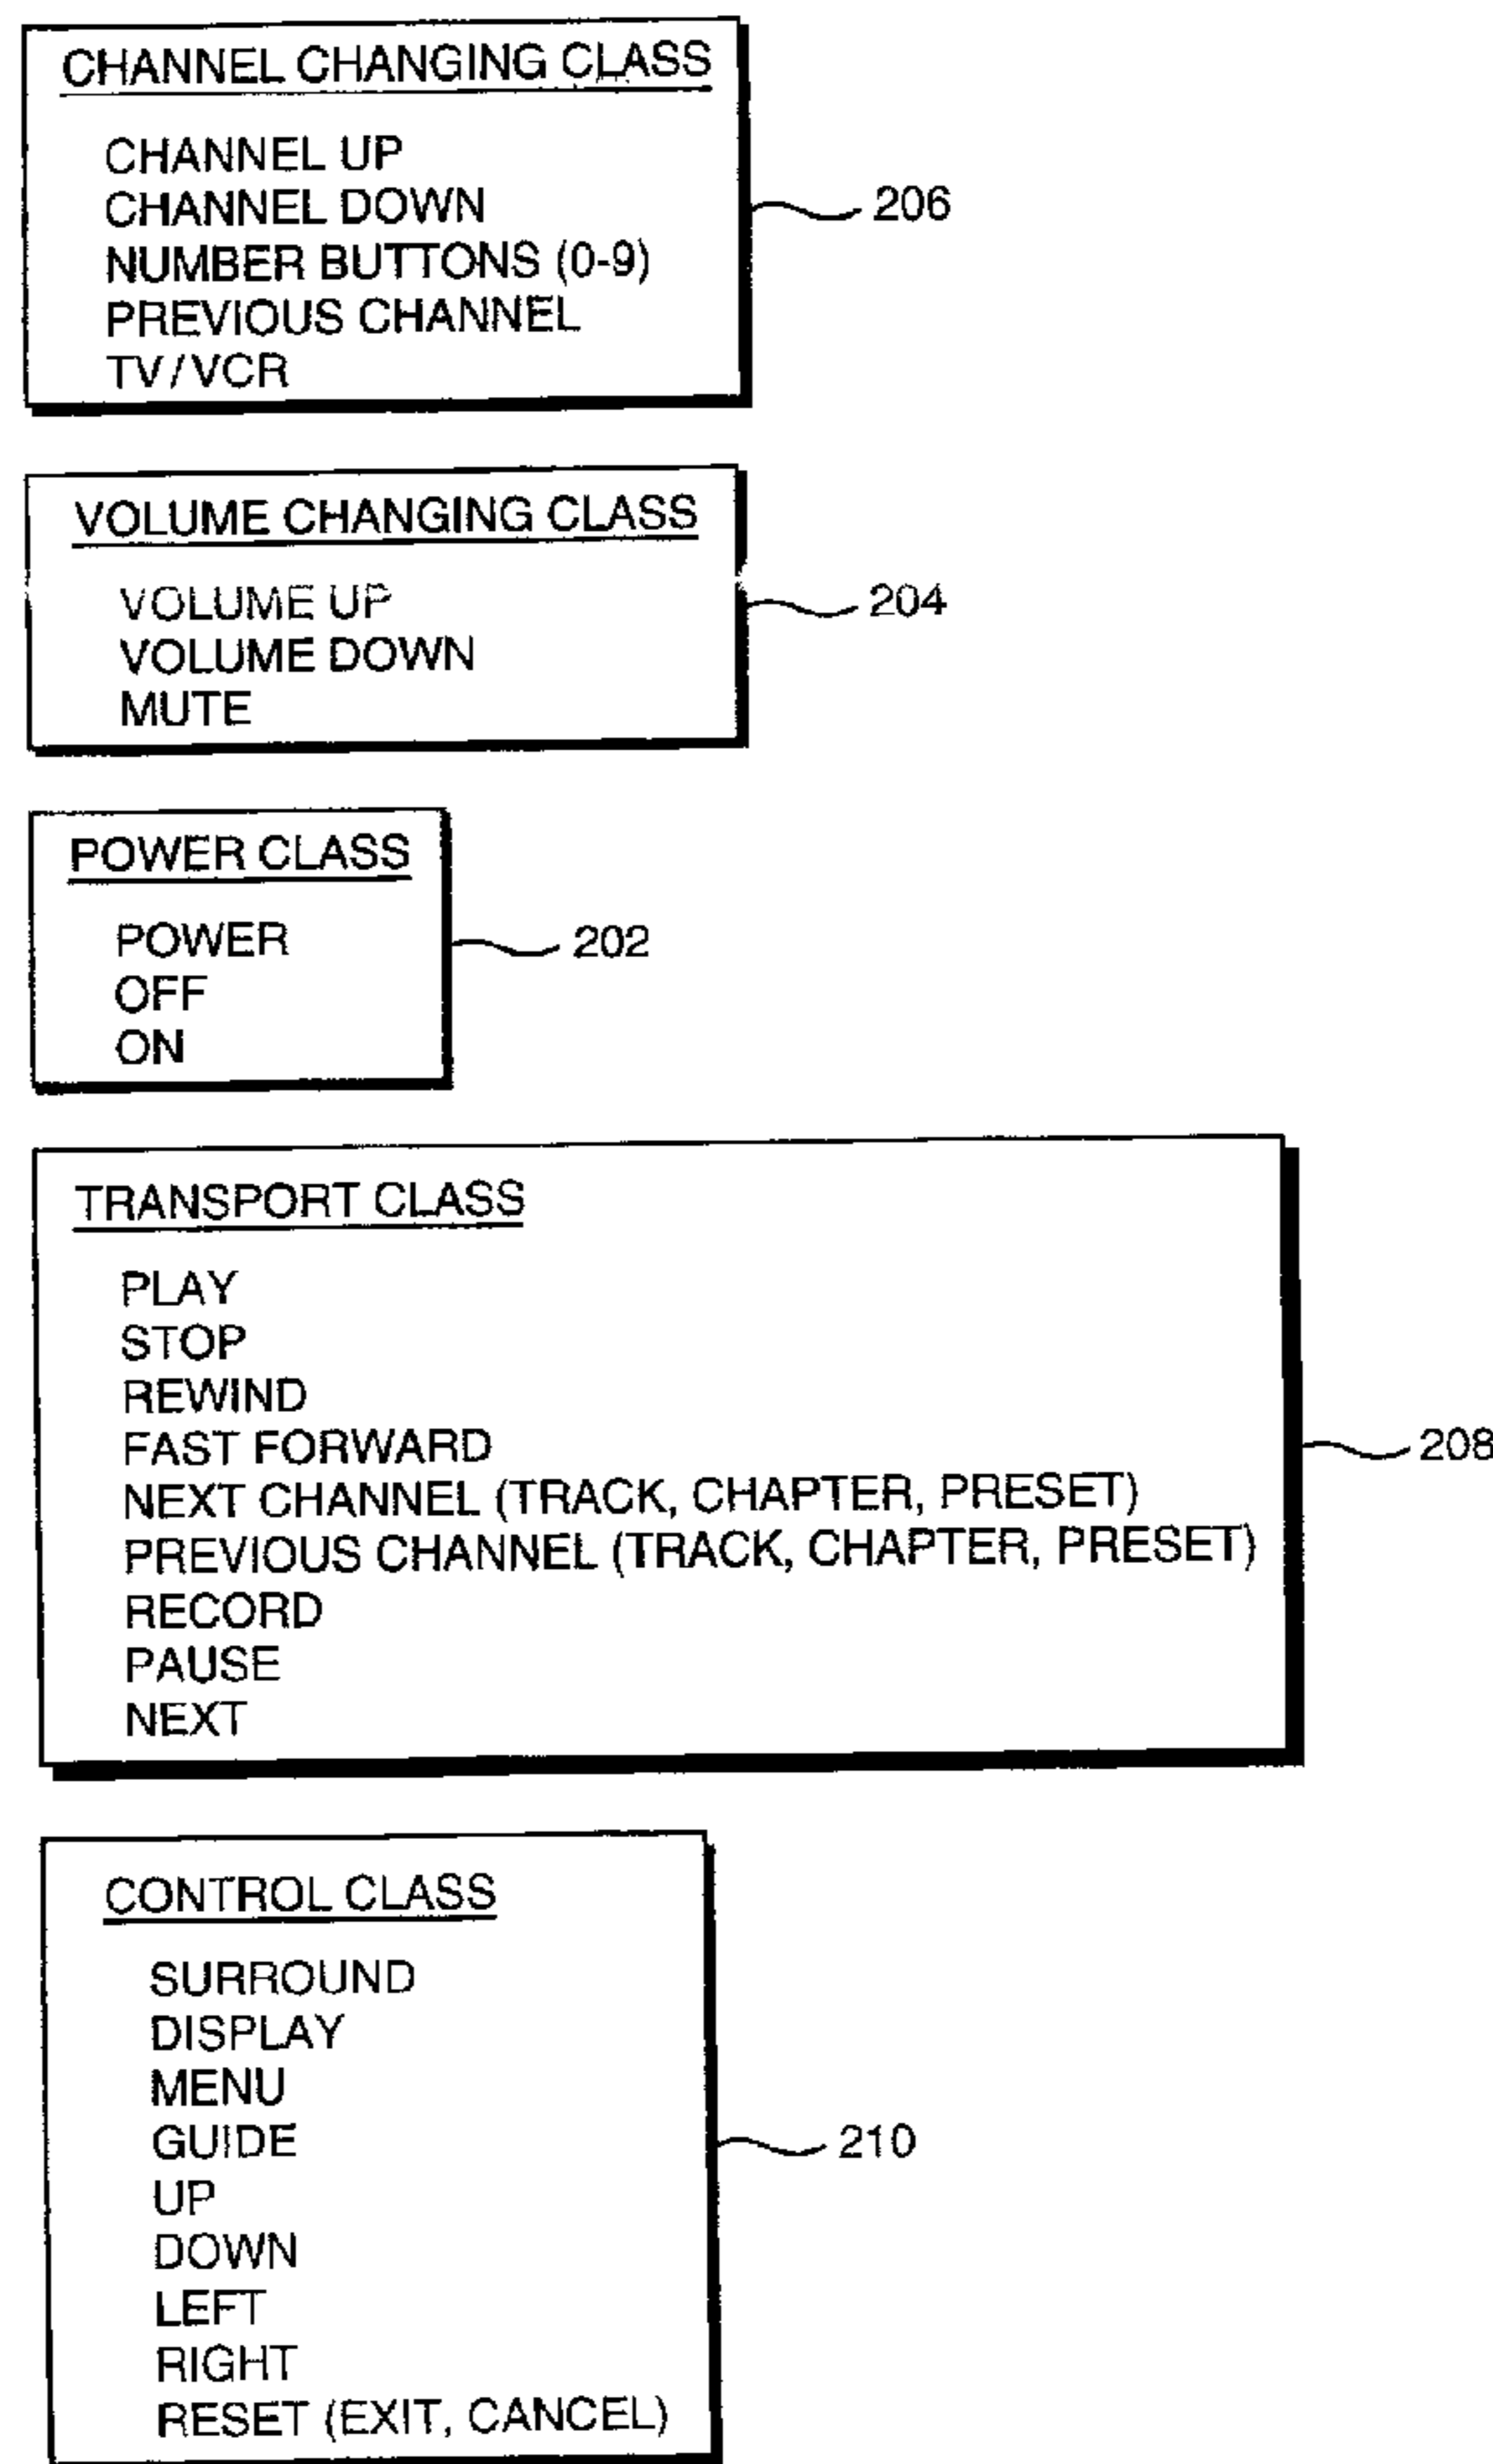 CHANNEL CHANGING CLASS
CHANNEL UP
CHANNEL DOWN
NUMBER BUTTONS (0-9)
PREVIOUS CHANNEL
TV/VCR
206
VOLUME CHANGING CLASS
VOLUME UP
VOLUME DOWN
MUTE
204
POWER CLASS
POWER
OFF
ON
202
TRANSPORT CLASS
PLAY
STOP
REWIND
FAST FORWARD
NEXT CHANNEL (TRACK, CHAPTER, PRESET)
PREVIOUS CHANNEL (TRACK, CHAPTER, PRESET)
RECORD
PAUSE
NEXT
208
CONTROL CLASS
SURROUND
DISPLAY
MENU
GUIDE
UP
DOWN
LEFT
RIGHT
RESET (EXIT, CANCEL)
210